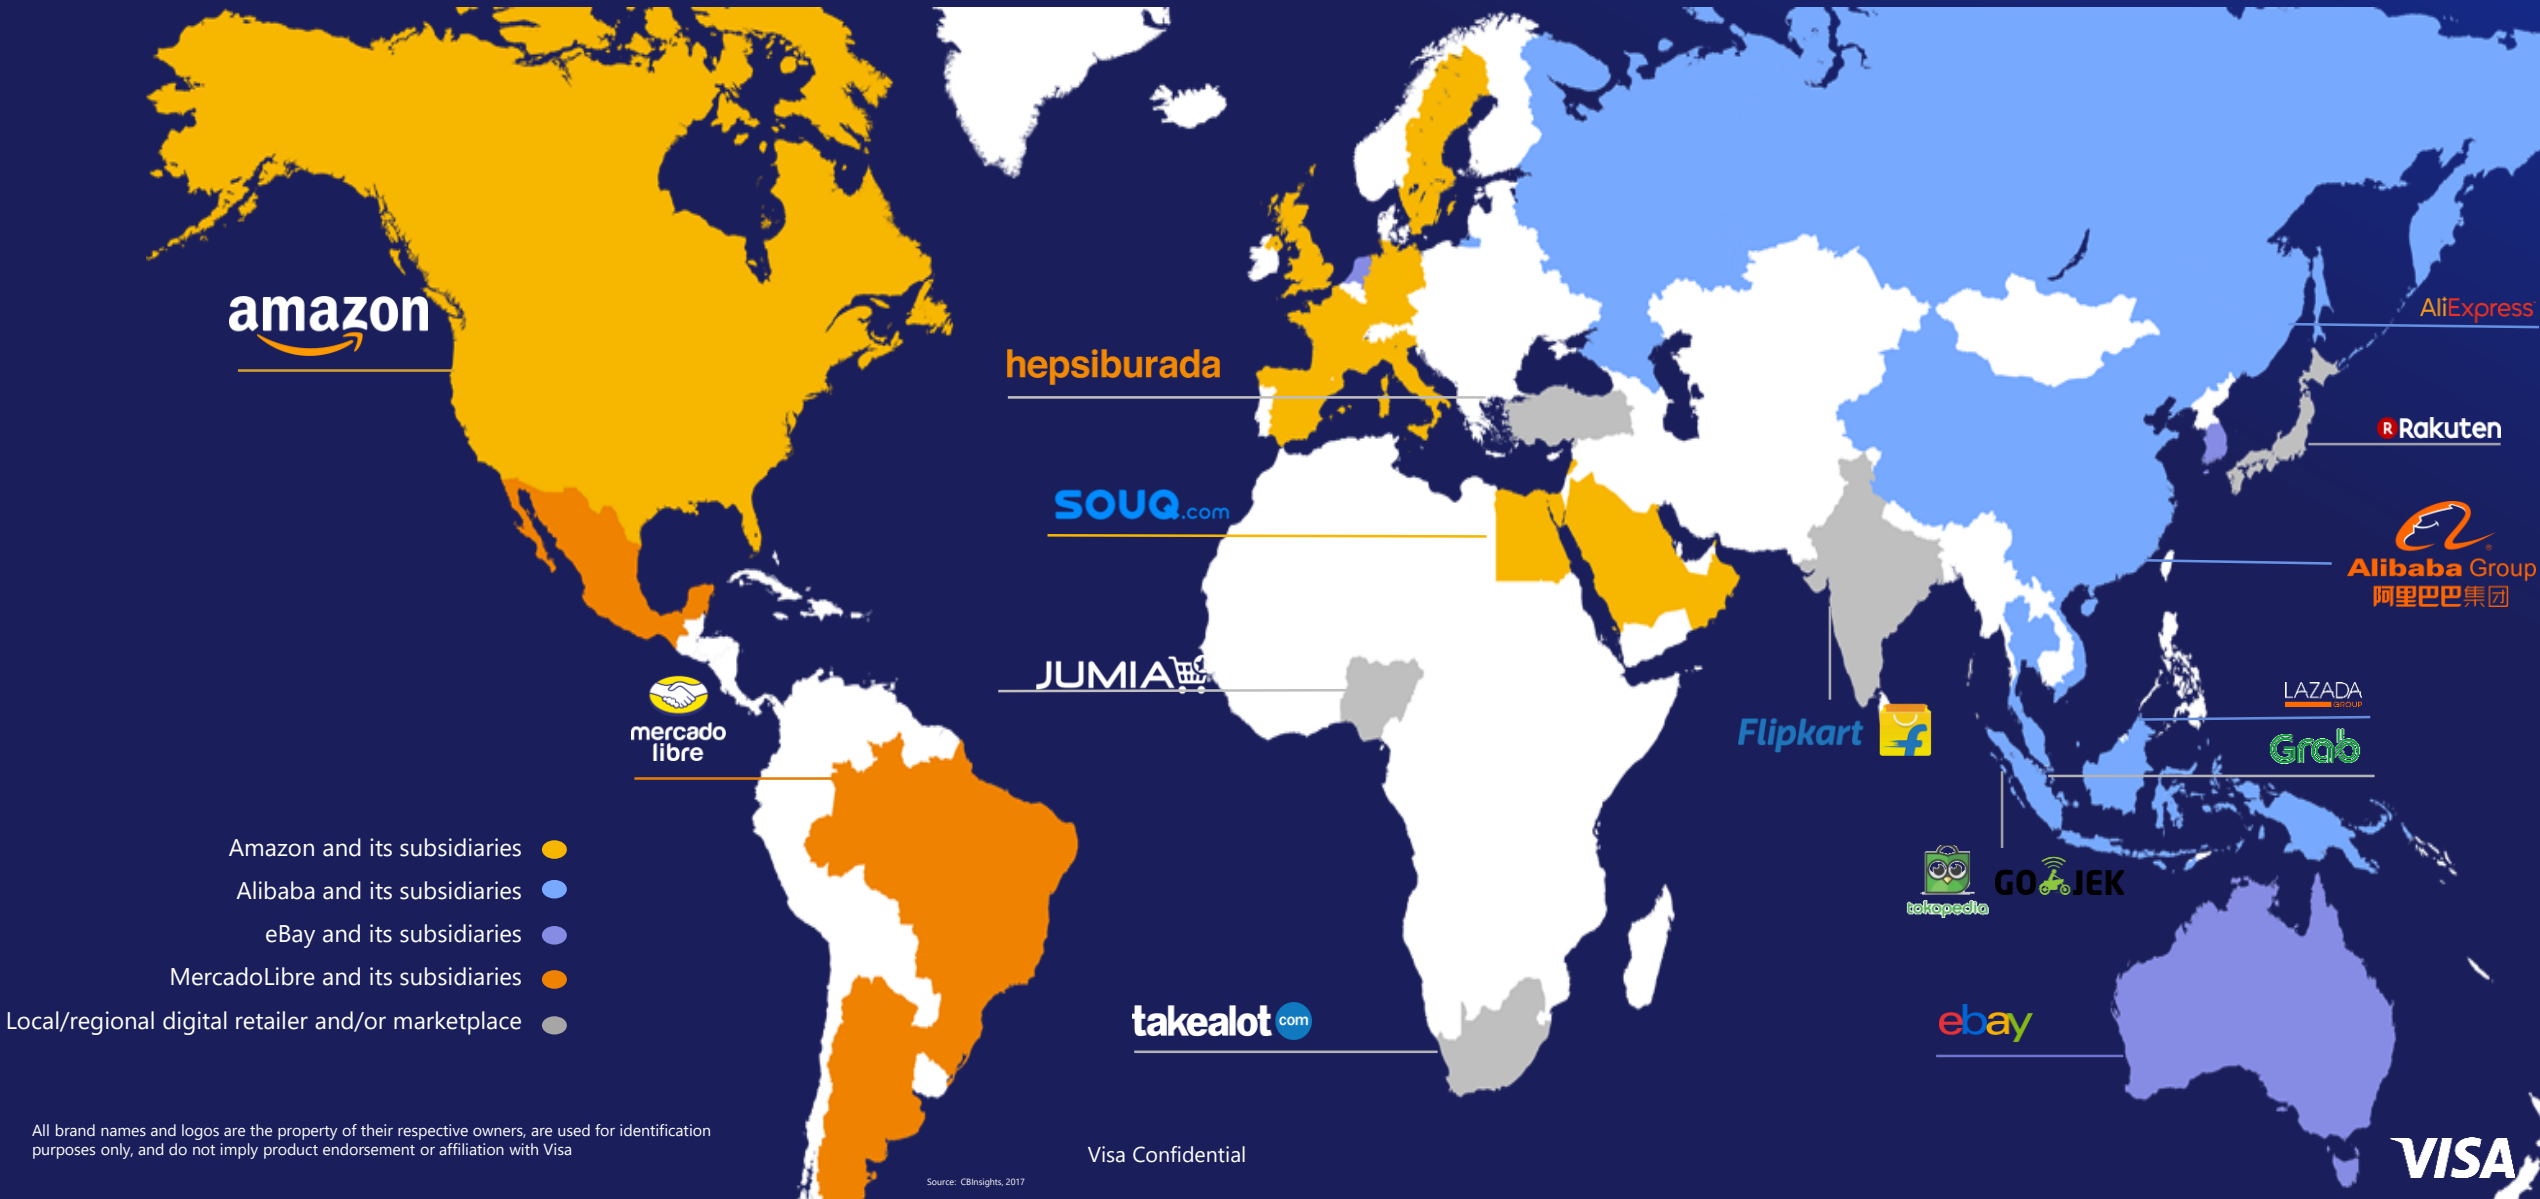 amazon
hepsiburada
AliExpress
R Rakuten
souq.com
Alibaba Group
阿里巴巴集团
JUMIA
mercado
libre
LAZADA
GROUP
Flipkart f
Grab
Amazon and its subsidiaries
Alibaba and its subsidiaries
eBay and its subsidiaries
MercadoLibre and its subsidiaries
Local/regional digital retailer and/or marketplace
tokopedia
GO JEK
takealot com
ebay
All brand names and logos are the property of their respective owners, are used for identification
purposes only, and do not imply product endorsement or affiliation with Visa
Visa Confidential
Source: CBInsights, 2017
VISA